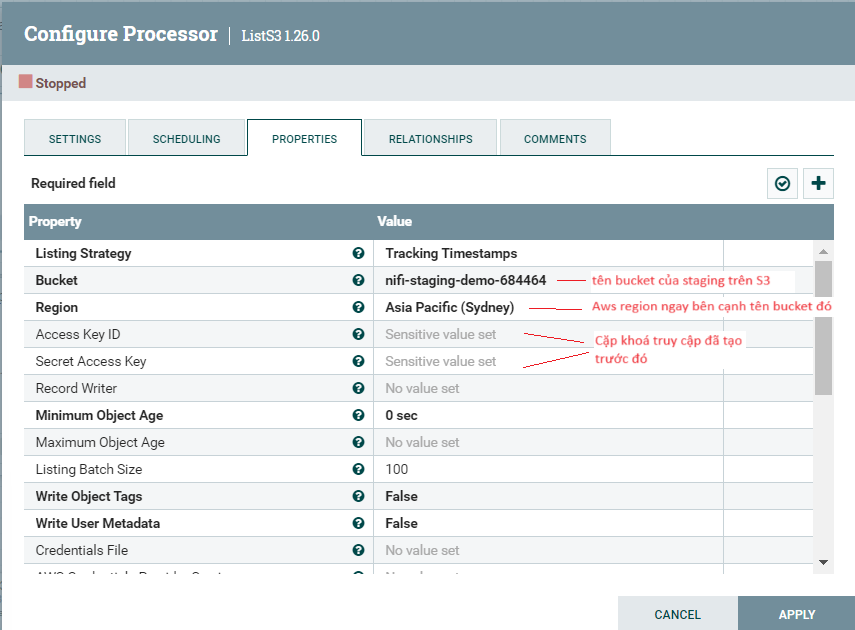 Configure Processor | ListS3 1.26.0
Stopped
SETTINGS SCHEDULING PROPERTIES RELATIONSHIPS COMMENTS
Required field
Property Value
Listing Strategy Tracking Timestamps
Bucket nifi-staging-demo-684464 tên bucket của staging trên S3
Region Asia Pacific (Sydney) Aws region ngay bên cạnh tên bucket đó
Access Key ID Sensitive value set Cặp khoá truy cập đã tạo
Secret Access Key Sensitive value set trước đó
Record Writer No value set
Minimum Object Age 0 sec
Maximum Object Age No value set
Listing Batch Size 100
Write Object Tags False
Write User Metadata False
Credentials File No value set
CANCEL APPLY